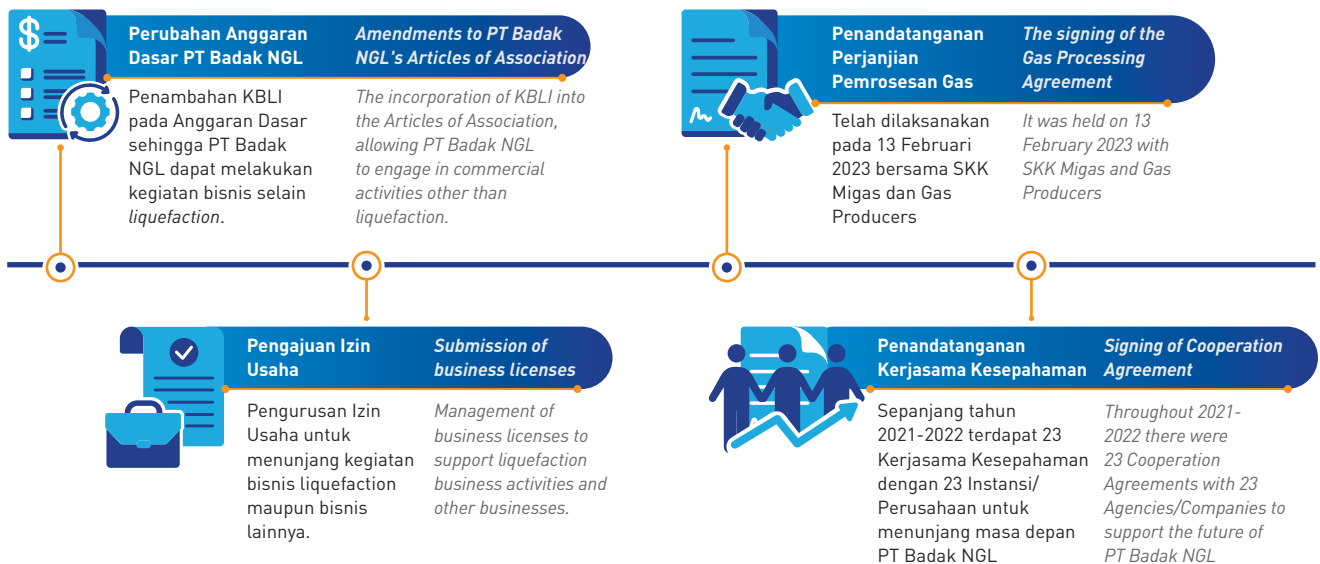 Perubahan Anggaran
Dasar PT Badak NGL
Amendments to PT Badak
NGL's Articles of Association
Penambahan KBLI
pada Anggaran Dasar
sehingga PT Badak
NGL dapat melakukan
kegiatan bisnis selain
liquefaction.
The incorporation of KBLI into
the Articles of Association,
allowing PT Badak NGL
to engage in commercial
activities other than
liquefaction.
Penandatanganan
Perjanjian
Pemrosesan Gas
The signing of the
Gas Processing
Agreement
Telah dilaksanakan
pada 13 Februari
2023 bersama SKK
Migas dan Gas
Producers
It was held on 13
February 2023 with
SKK Migas and Gas
Producers
Pengajuan Izin
Usaha
Submission of
business licenses
Pengurusan Izin
Usaha untuk
menunjang kegiatan
bisnis liquefaction
maupun bisnis
lainnya.
Management of
business licenses to
support liquefaction
business activities and
other businesses.
Penandatanganan
Kerjasama Kesepahaman
Signing of Cooperation
Agreement
Sepanjang tahun
2021-2022 terdapat 23
Kerjasama Kesepahaman
dengan 23 Instansi/
Perusahaan untuk
menunjang masa depan
PT Badak NGL
Throughout 2021-
2022 there were
23 Cooperation
Agreements with 23
Agencies/Companies to
support the future of
PT Badak NGL